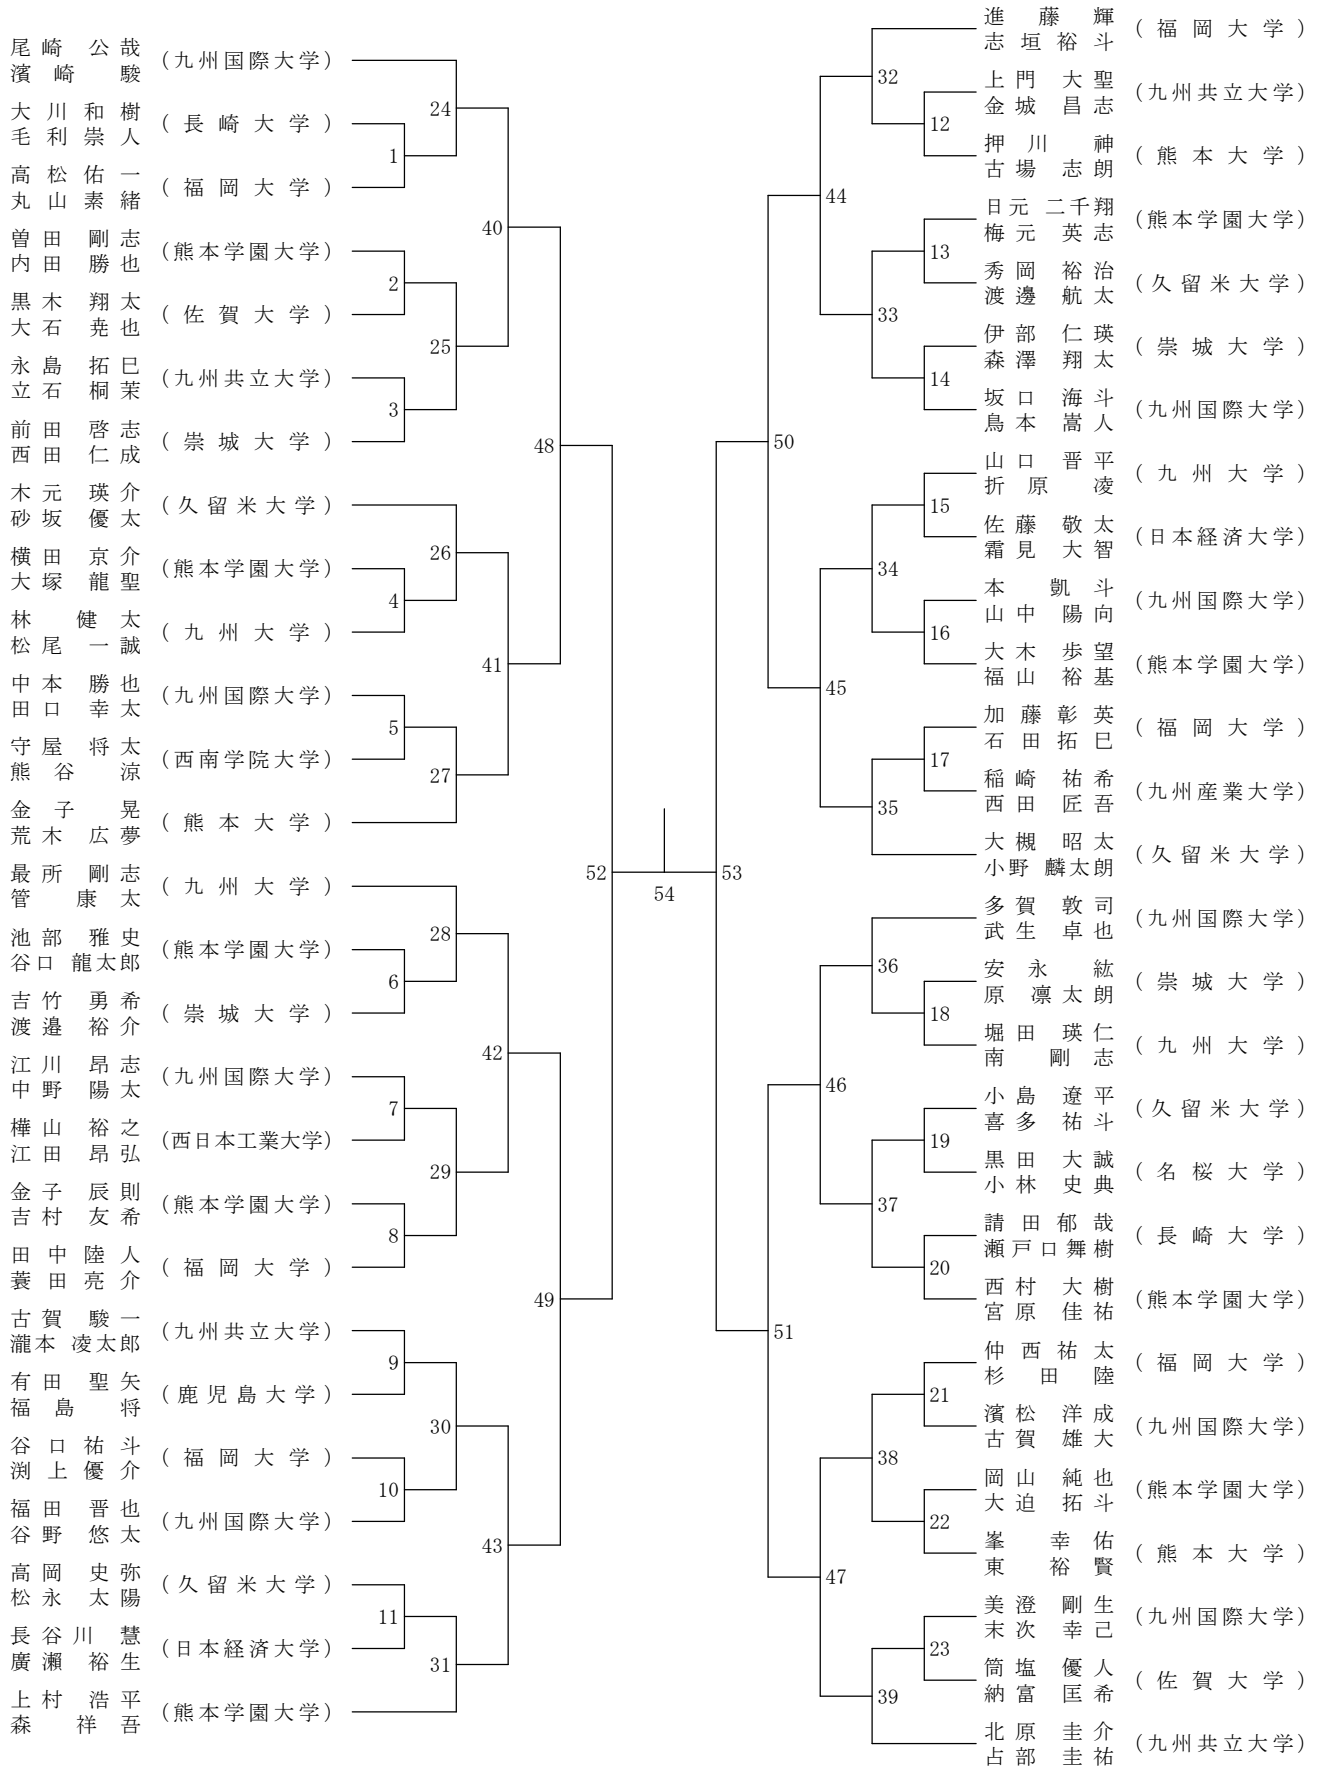 尾崎 公哉
濱崎 駿
(九州国際大学)
大川和樹
毛利崇人
(長崎大学)
高松佑一
丸山素緒
(福岡大学)
曽田 剛志
内田 勝也
(熊本学園大学)
黒木 翔太
大石 尭也
(佐賀大学)
永島 拓巳
立石 桐茉
(九州共立大学)
前田 啓志
西田 仁成
(崇城大学)
木元 瑛介
砂坂 優太
(久留米大学)
横田 京介
大塚 龍聖
(熊本学園大学)
林 健太
松尾 一誠
(九州大学)
中本 勝也
田口 幸太
(九州国際大学)
守屋 将太
熊谷 涼
(西南学院大学)
金子 晃
荒木 広夢
(熊本大学)
最所 剛志
管 康太
(九州大学)
池部 雅史
谷口 龍太郎
(熊本学園大学)
吉竹 勇希
渡邉 裕介
(崇城大学)
江川 昂志
中野 陽太
(九州国際大学)
樺山 裕之
江田 昂弘
(西日本工業大学)
金子 辰則
吉村 友希
(熊本学園大学)
田中陸人
蓑田亮介
(福岡大学)
古賀 駿一
瀧本 凌太郎
(九州共立大学)
有田 聖矢
福島 将
(鹿児島大学)
谷口祐斗
渕上優介
(福岡大学)
福田 晋也
谷野 悠太
(九州国際大学)
高岡 史弥
松永 太陽
(久留米大学)
長谷川 慧
廣瀬 裕生
(日本経済大学)
上村 浩平
森 祥吾
(熊本学園大学)
24
1
40
2
25
3
48
26
4
41
5
27
52
28
6
42
7
29
8
49
9
30
10
43
11
31
54
53
32
12
44
13
33
14
50
15
34
16
45
17
35
36
18
46
19
37
20
51
21
38
22
47
23
39
進藤輝
志垣裕斗
(福岡大学)
上門大聖
金城昌志
(九州共立大学)
押川 神
古場 志朗
(熊本大学)
日元 二千翔
梅元 英志
(熊本学園大学)
秀岡 裕治
渡邊 航太
(久留米大学)
伊部 仁瑛
森澤 翔太
(崇城大学)
坂口 海斗
鳥本 嵩人
(九州国際大学)
山口 晋平
折原 凌
(九州大学)
佐藤 敬太
霜見 大智
(日本経済大学)
本 凱斗
山中 陽向
(九州国際大学)
大木 歩望
福山 裕基
(熊本学園大学)
加藤彰英
石田拓巳
(福岡大学)
稲崎 祐希
西田 匠吾
(九州産業大学)
大槻 昭太
小野 麟太朗
(久留米大学)
多賀 敦司
武生 卓也
(九州国際大学)
安永 紘
原 凛太朗
(崇城大学)
堀田 瑛仁
南 剛志
(九州大学)
小島 遼平
喜多 祐斗
(久留米大学)
黒田 大誠
小林 史典
(名桜大学)
請田郁哉
瀬戸口舞樹
(長崎大学)
西村 大樹
宮原 佳祐
(熊本学園大学)
仲西祐太
杉田陸
(福岡大学)
濱松 洋成
古賀 雄大
(九州国際大学)
岡山 純也
大迫 拓斗
(熊本学園大学)
峯 幸佑
東 裕賢
(熊本大学)
美澄 剛生
末次 幸己
(九州国際大学)
筒塩 優人
納富 匡希
(佐賀大学)
北原 圭介
占部 圭祐
(九州共立大学)